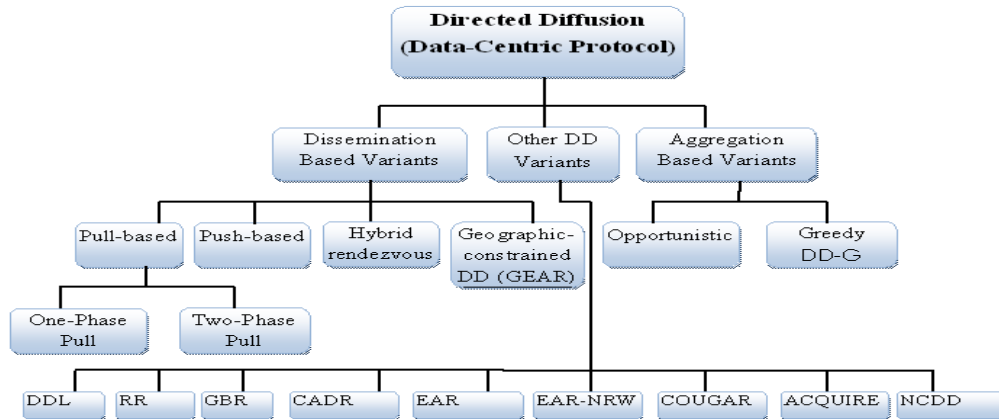 Directed Diffusion
(Data-Centric Protocol)
Dissemination
Based Variants
Other DD
Variants
Aggregation
Based Variants
Pull-based
Push-based
Hybrid
rendezvous
Geographic-
constrained
DD (GEAR)
Opportunistic
Greedy
DD-G
One-Phase
Pull
Two-Phase
Pull
DDL
RR
GBR
CADR
EAR
EAR-NRW
COUGAR
ACQUIRE
NCDD